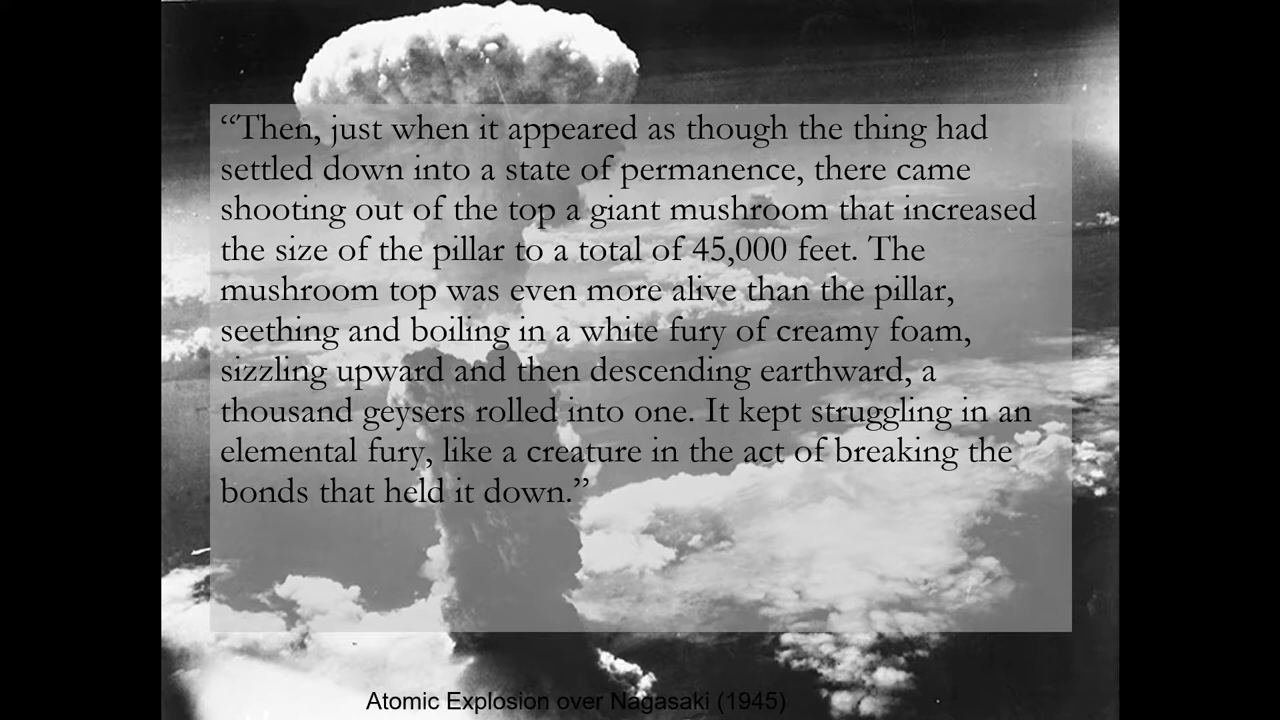 “Then, just when it appeared as though the thing had
settled down into a state of permanence, there came
shooting out of the top a giant mushroom that increased
the size of the pillar to a total of 45,000 feet. The
mushroom top was even more alive than the pillar,
seething and boiling in a white fury of creamy foam,
sizzling upward and then descending earthward, a
thousand geysers rolled into one. It kept struggling in an
elemental fury, like a creature in the act of breaking the
bonds that held it down.”
Atomic Explosion over Nagasaki (1945)